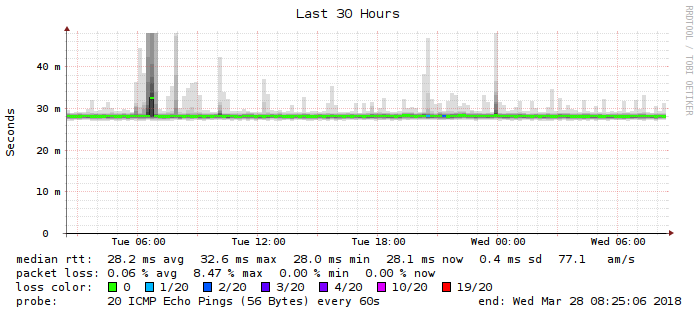 Last 30 Hours
RRDTOOL / TOBI OETIKER
Seconds
40 m
30 m
20 m
10 m
0
Tue 06:00 Tue 12:00 Tue 18:00 Wed 00:00 Wed 06:00
median rtt: 28.2 ms avg 32.6 ms max 28.0 ms min 28.1 ms now 0.4 ms sd 77.1 am/s
packet loss: 0.06 % avg 8.47 % max 0.00 % min 0.00 % now
loss color: 0 1/20 2/20 3/20 4/20 10/20 19/20
probe: 20 ICMP Echo Pings (56 Bytes) every 60s end: Wed Mar 28 08:25:06 2018